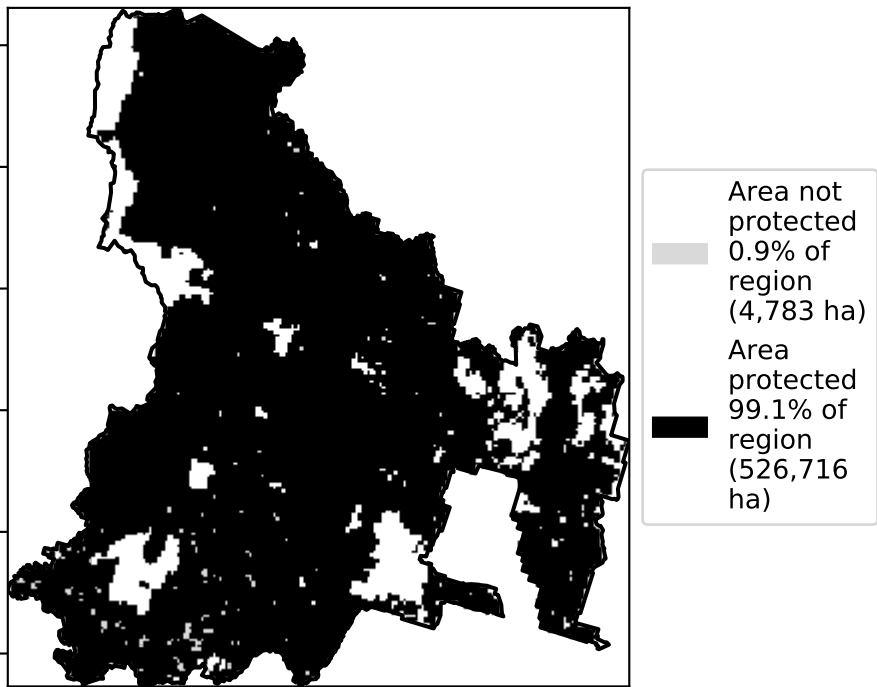 Area not
protected
0.9% of
region
(4,783 ha)
Area
protected
99.1% of
region
(526,716
ha)